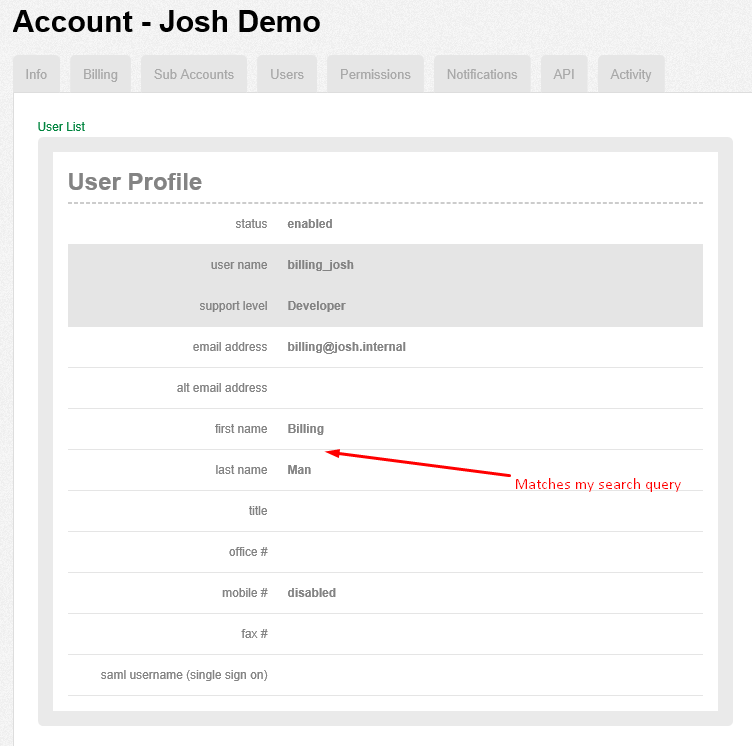 Account - Josh Demo
Info Billing Sub Accounts Users Permissions Notifications API Activity
User List
User Profile
status enabled
user name billing_josh
support level Developer
email address billing@josh.internal
alt email address
first name Billing
last name Man
Matches my search query
title
office #
mobile # disabled
fax #
saml username (single sign on)